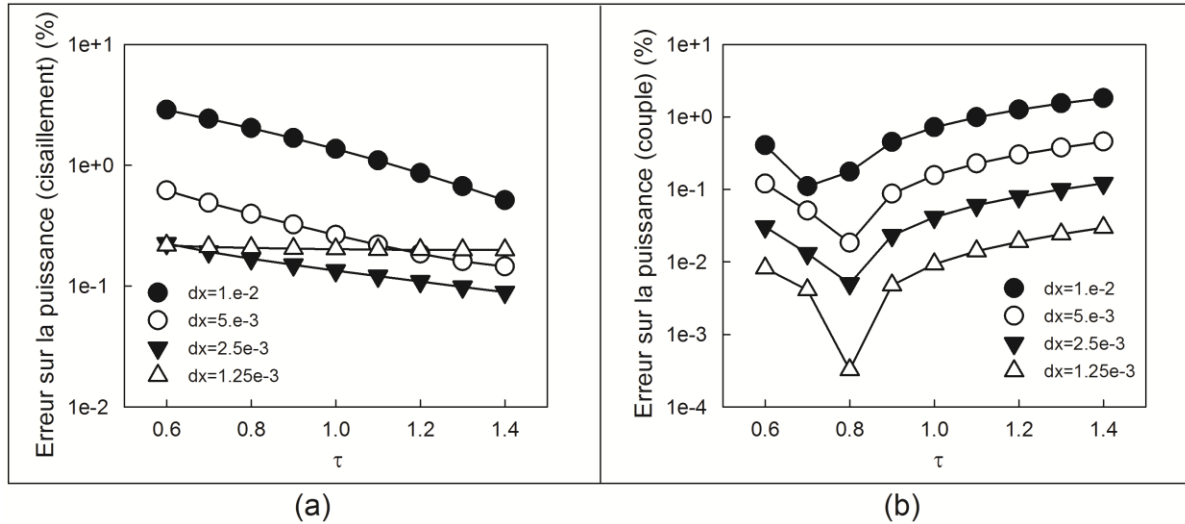 Erreur sur la puissance (cisaillement) (%)
1e+1
1e+0
1e-1
1e-2
dx=1.e-2
dx=5.e-3
dx=2.5e-3
dx=1.25e-3
0.6 0.8 1.0 1.2 1.4
τ
(a)
Erreur sur la puissance (couple) (%)
1e+1
1e+0
1e-1
1e-2
1e-3
1e-4
dx=1.e-2
dx=5.e-3
dx=2.5e-3
dx=1.25e-3
0.6 0.8 1.0 1.2 1.4
τ
(b)